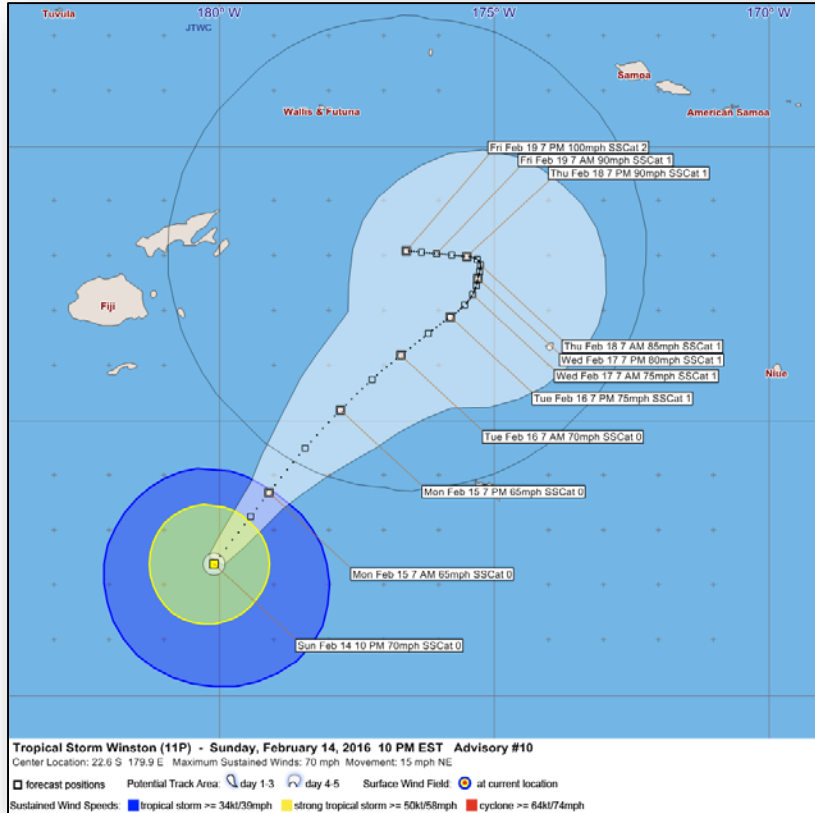 Tuvula
180° W
175° W
170° W
JTWC
Samoa
Wallis & Futuna
American Samoa
Fri Feb 19 7 PM 100mph SSCat 2
Fri Feb 19 7 AM 90mph SSCat 1
Thu Feb 18 7 PM 90mph SSCat 1
Fiji
Thu Feb 18 7 AM 85mph SSCat 1
Wed Feb 17 7 PM 80mph SSCat 1
Niue
Wed Feb 17 7 AM 75mph SSCat 1
Tue Feb 16 7 PM 75mph SSCat 1
Tue Feb 16 7 AM 70mph SSCat 0
Mon Feb 15 7 PM 65mph SSCat 0
Mon Feb 15 7 AM 65mph SSCat 0
Sun Feb 14 10 PM 70mph SSCat 0
Tropical Storm Winston (11P) - Sunday, February 14, 2016 10 PM EST Advisory #10
Center Location: 22.6 S 179.9 E Maximum Sustained Winds: 70 mph Movement: 15 mph NE
forecast positions Potential Track Area: day 1-3 day 4-5 Surface Wind Field: at current location
Sustained Wind Speeds: tropical storm >= 34kt/39mph strong tropical storm >= 50kt/58mph cyclone >= 64kt/74mph